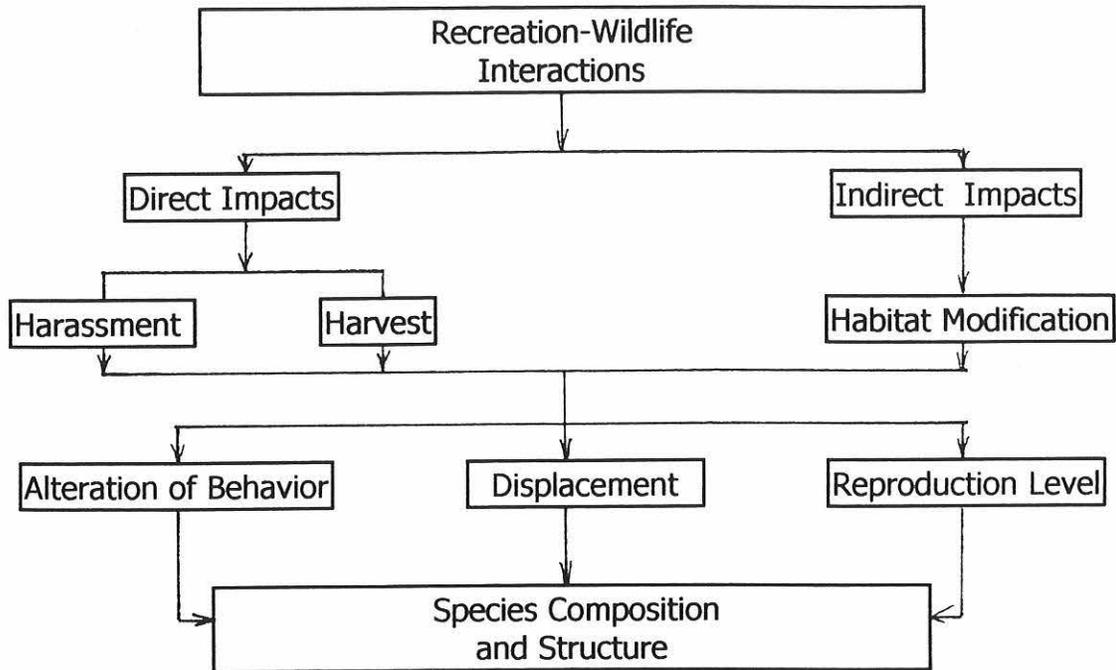 Recreation-Wildlife
Interactions
Direct Impacts
Indirect Impacts
Harassment
Harvest
Habitat Modification
Alteration of Behavior
Displacement
Reproduction Level
Species Composition
and Structure